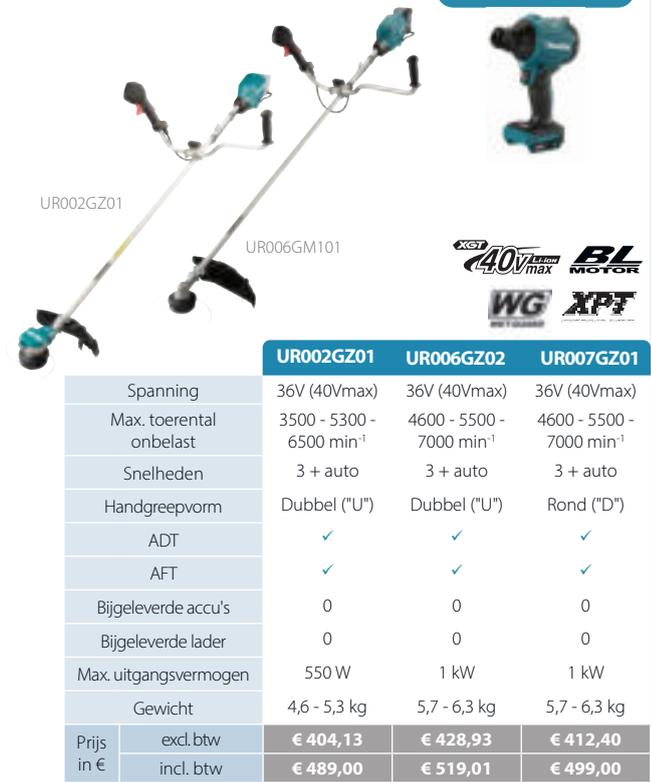 UR002GZ01
UR006GM101
XGT
40Vmax Li-ion
BL
MOTOR
WG
WET GUARD
XPT
UR002GZ01 UR006GZ02 UR007GZ01
Spanning 36V (40Vmax) 36V (40Vmax) 36V (40Vmax)
Max. toerental 3500 - 5300 - 4600 - 5500 - 4600 - 5500 -
onbelast 6500 min⁻¹ 7000 min⁻¹ 7000 min⁻¹
Snelheden 3 + auto 3 + auto 3 + auto
Handgreepvorm Dubbel ("U") Dubbel ("U") Rond ("D")
ADT ✓ ✓ ✓
AFT ✓ ✓ ✓
Bijgeleverde accu's 0 0 0
Bijgeleverde lader 0 0 0
Max. uitgangsvermogen 550 W 1 kW 1 kW
Gewicht 4,6 - 5,3 kg 5,7 - 6,3 kg 5,7 - 6,3 kg
Prijs excl. btw € 404,13 € 428,93 € 412,40
in € incl. btw € 489,00 € 519,01 € 499,00